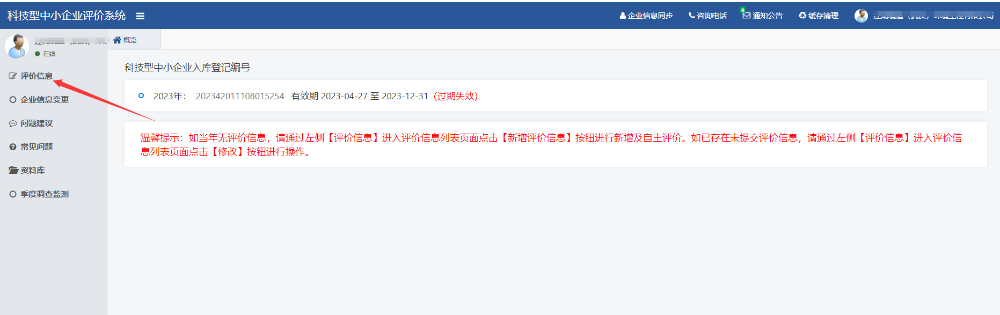 科技型中小企业评价系统
企业信息同步
咨询电话
0
通知公告
缓存清理
在线
概览
评价信息
企业信息变更
问题建议
常见问题
资料库
季度调查监测
科技型中小企业入库登记编号
2023年： 202342011108015254 有效期 2023-04-27 至 2023-12-31（过期失效）
温馨提示：如当年无评价信息，请通过左侧【评价信息】进入评价信息列表页面点击【新增评价信息】按钮进行新增及自主评价。如已存在未提交评价信息，请通过左侧【评价信息】进入评价信
息列表页面点击【修改】按钮进行操作。